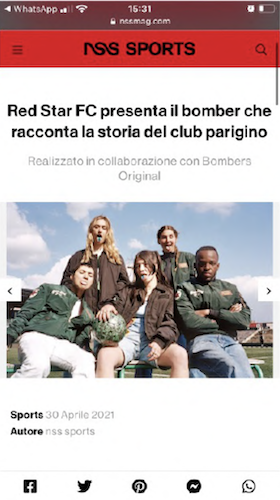 WhatsApp
15:31
nssmag.com
nss SPORTS
Red Star FC presenta il bomber che
racconta la storia del club parigino
Realizzato in collaborazione con Bombers
Original
Sports 30 Aprile 2021
Autore nss sports